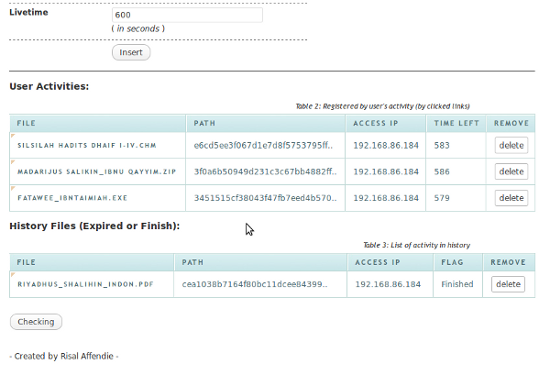 Livetime 600
( in seconds )
Insert
User Activities:
Table 2: Registered by user's activity (by clicked links)
FILE PATH ACCESS IP TIME LEFT REMOVE
SILSILAH HADITS DHAIF I-IV.CHM e6cd5ee3f067d1e7d8f5753795ff.. 192.168.86.184 583 delete
MADARIJUS SALIKIN_IBNU QAYYIM.ZIP 3f0a6b50949d231c3c67bb4882ff.. 192.168.86.184 586 delete
FATAWEE_IBNTAIMIAH.EXE 3451515cf38043f47fb7eed4b570.. 192.168.86.184 579 delete
History Files (Expired or Finish):
Table 3: List of activity in history
FILE PATH ACCESS IP FLAG REMOVE
RIYADHUS_SHALIHIN_INDON.PDF cea1038b7164f80bc11dcee84399.. 192.168.86.184 Finished delete
Checking
- Created by Risal Affendie -